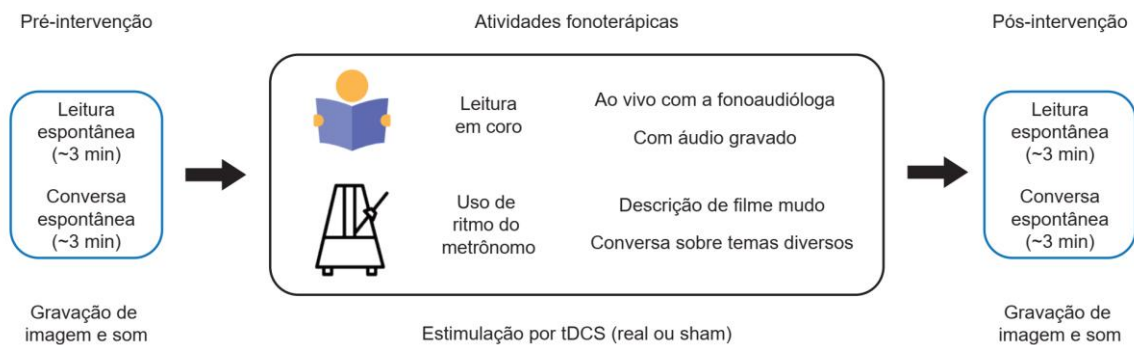 Pré-intervenção
Leitura
espontânea
(~3 min)
Conversa
espontânea
(~3 min)
Gravação de
imagem e som
Atividades fonoterápicas
Leitura
em coro
Ao vivo com a fonoaudióloga
Com áudio gravado
Uso de
ritmo do
metrônomo
Descrição de filme mudo
Conversa sobre temas diversos
Estimulação por tDCS (real ou sham)
Pós-intervenção
Leitura
espontânea
(~3 min)
Conversa
espontânea
(~3 min)
Gravação de
imagem e som